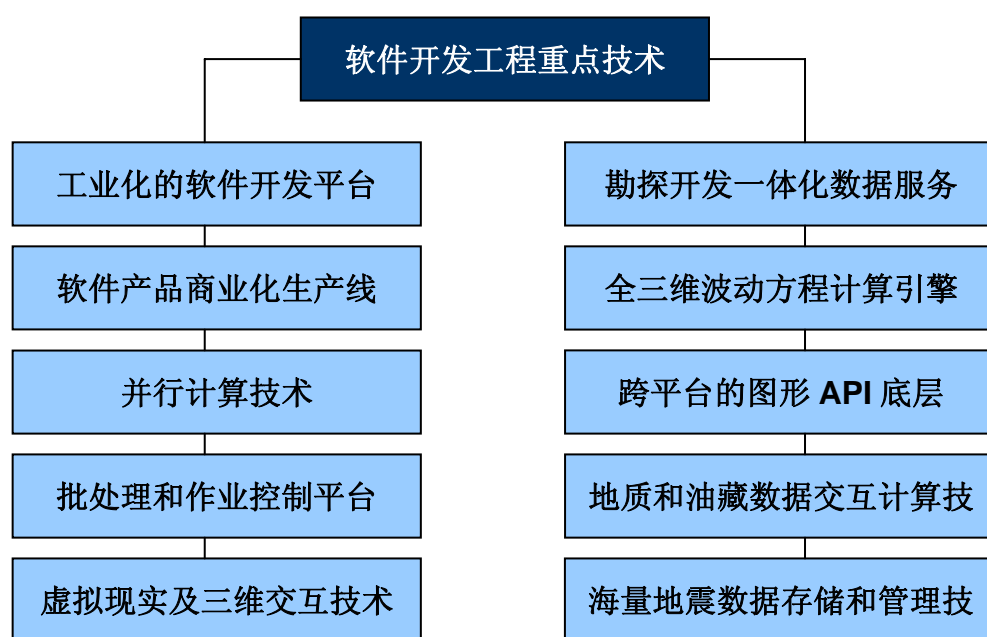 软件开发工程重点技术
工业化的软件开发平台
软件产品商业化生产线
并行计算技术
批处理和作业控制平台
虚拟现实及三维交互技术
勘探开发一体化数据服务
全三维波动方程计算引擎
跨平台的图形 API 底层
地质和油藏数据交互计算技
海量地震数据存储和管理技